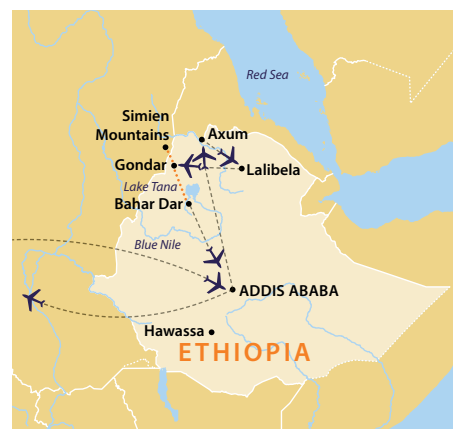 Red Sea
Simien
Mountains
Axum
Gondar
Lalibela
Lake Tana
Bahar Dar
Blue Nile
ADDIS ABABA
Hawassa
ETHIOPIA